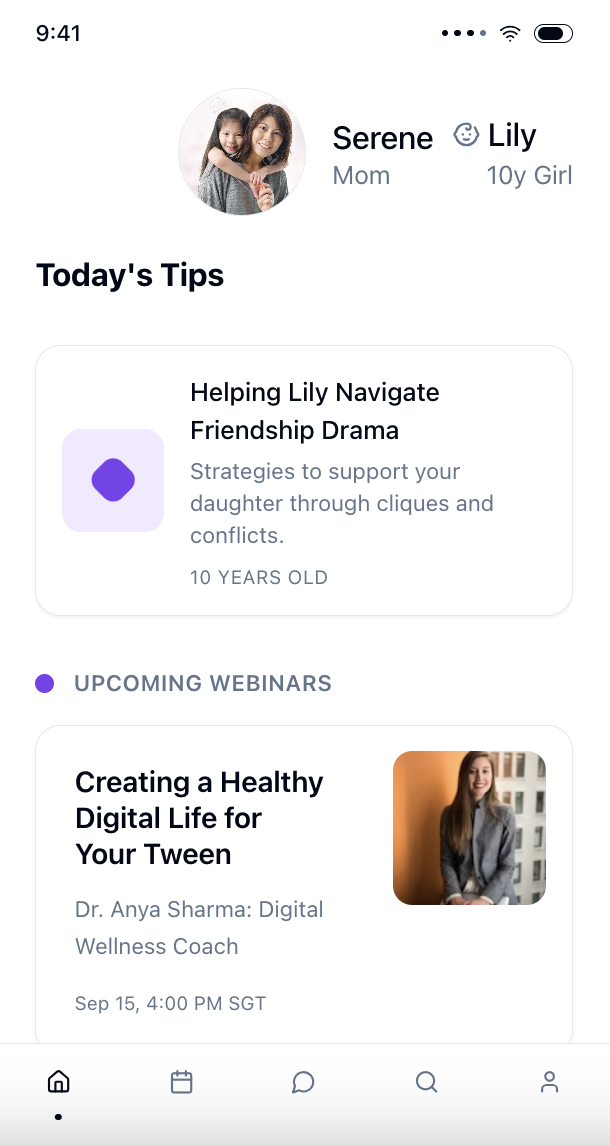 9:41
Serene
Lily
Mom
10y Girl
Today's Tips
Helping Lily Navigate
Friendship Drama
Strategies to support your
daughter through cliques and
conflicts.
10 YEARS OLD
UPCOMING WEBINARS
Creating a Healthy
Digital Life for
Your Tween
Dr. Anya Sharma: Digital
Wellness Coach
Sep 15, 4:00 PM SGT